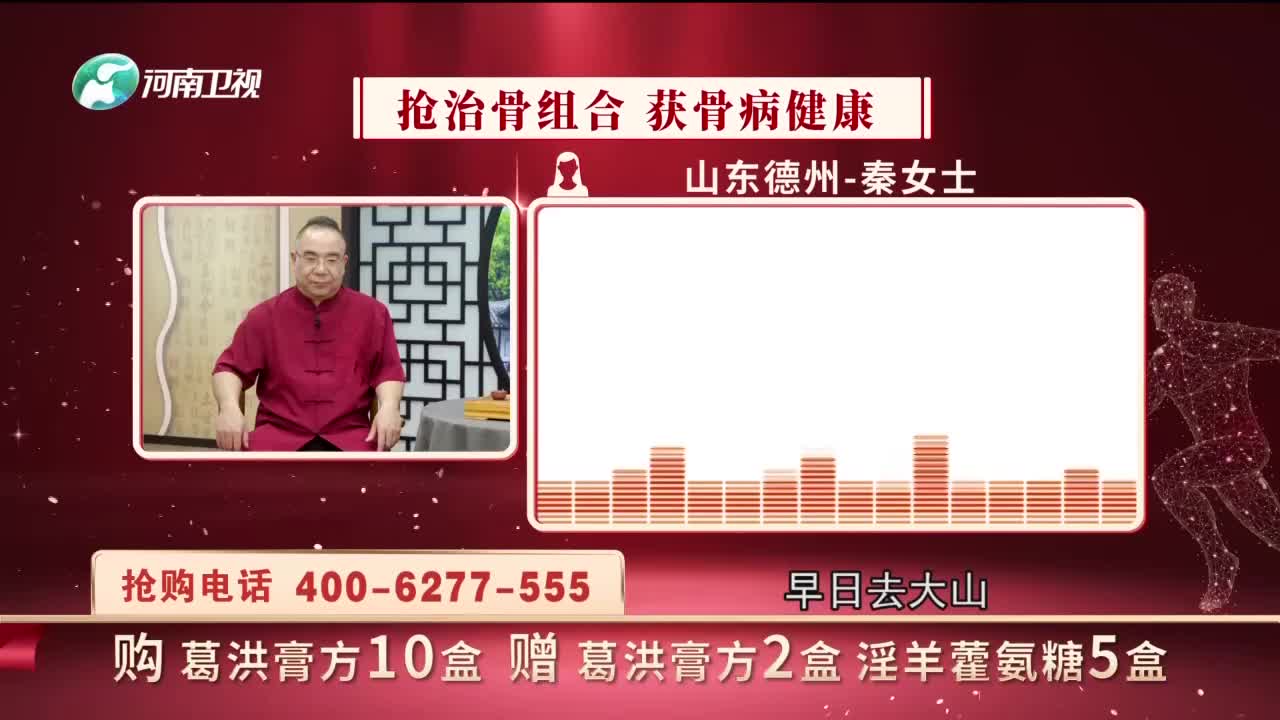 河南卫视
抢治骨组合 获骨病健康
山东德州-秦女士
抢购电话 400-6277-555
早日去大山
购 葛洪膏方10盒 赠 葛洪膏方2盒 淫羊藿氨糖5盒